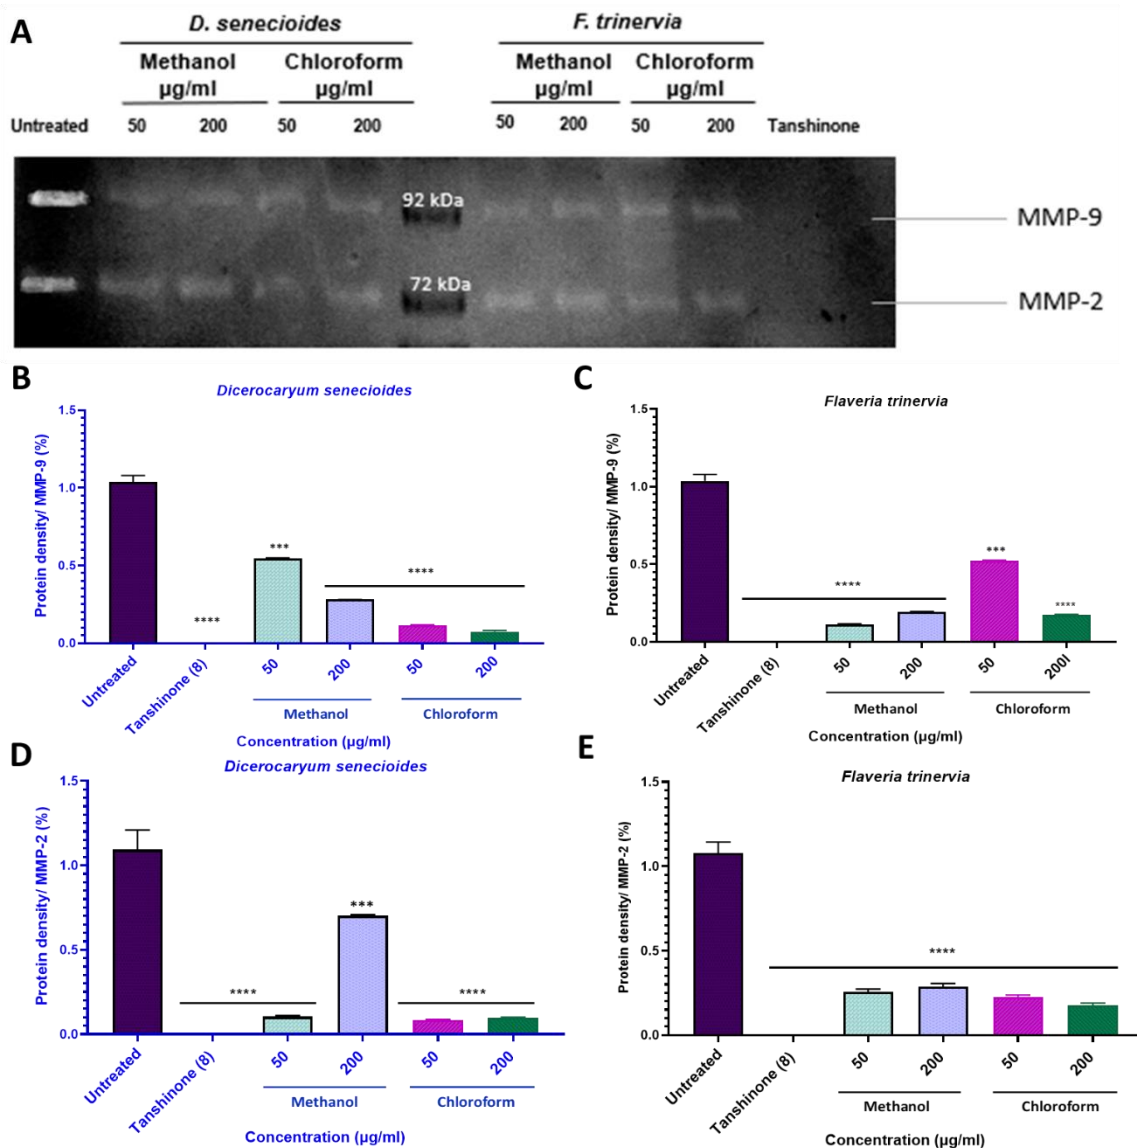 A
D. senecioides
F. trinervia
Methanol
µg/ml
Chloroform
µg/ml
Methanol
µg/ml
Chloroform
µg/ml
Untreated 50 200 50 200 50 200 50 200 Tanshinone
92 kDa
MMP-9
72 kDa
MMP-2
B
Dicerocaryum senecioides
Protein density/ MMP-9 (%)
1.5
1.0
0.5
0.0
****
***
****
Untreated
Tanshinone (8)
50
200
50
200
Methanol
Chloroform
Concentration (µg/ml)
C
Flaveria trinervia
Protein density/ MMP-9 (%)
1.5
1.0
0.5
0.0
****
***
****
Untreated
Tanshinone (8)
50
200
50
200I
Methanol
Chloroform
Concentration (µg/ml)
D
Dicerocaryum senecioides
Protein density/ MMP-2 (%)
1.5
1.0
0.5
0.0
****
***
****
Untreated
Tanshinone (8)
50
200
50
200
Methanol
Chloroform
Concentration (µg/ml)
E
Flaveria trinervia
Protein density/ MMP-2 (%)
1.5
1.0
0.5
0.0
****
Untreated
Tanshinone (8)
50
200
50
200
Methanol
Chloroform
Concentration (µg/ml)